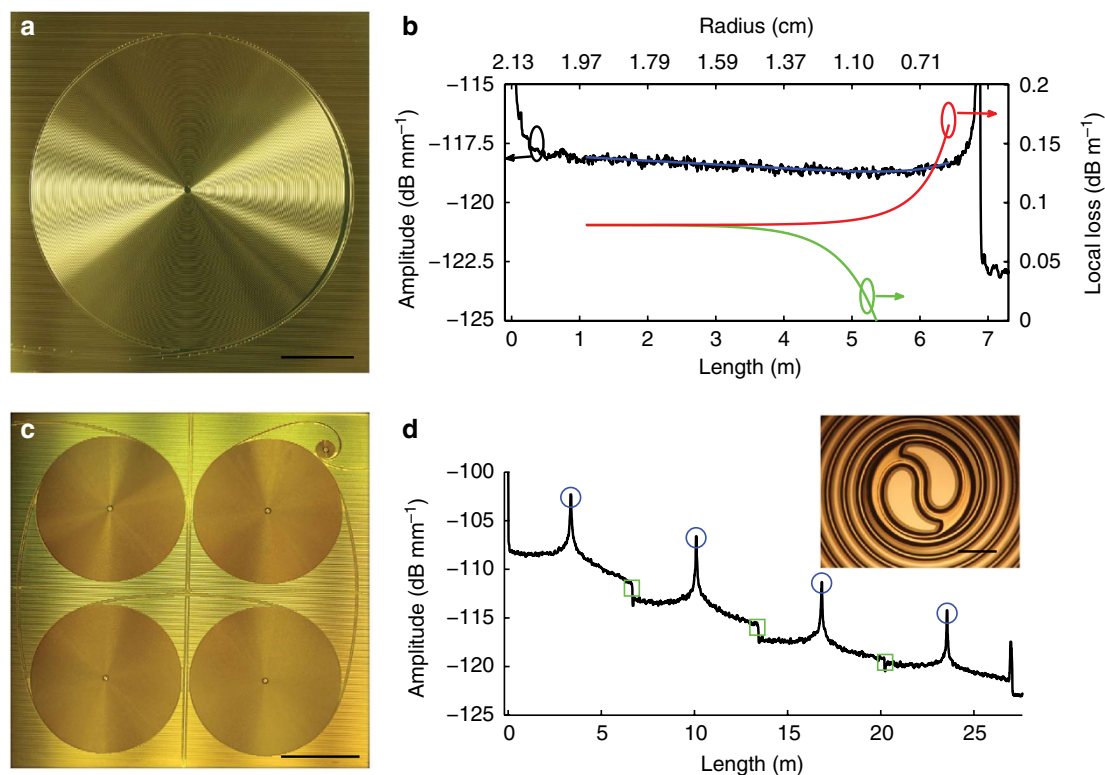 a
b
Radius (cm)
2.13 1.97 1.79 1.59 1.37 1.10 0.71
−115
−117.5
−120
−122.5
−125
Amplitude (dB mm−1)
0.2
0.15
0.1
0.05
0
Local loss (dB m−1)
0 1 2 3 4 5 6 7
Length (m)
c
d
−100
−105
−110
−115
−120
−125
Amplitude (dB mm−1)
0 5 10 15 20 25
Length (m)